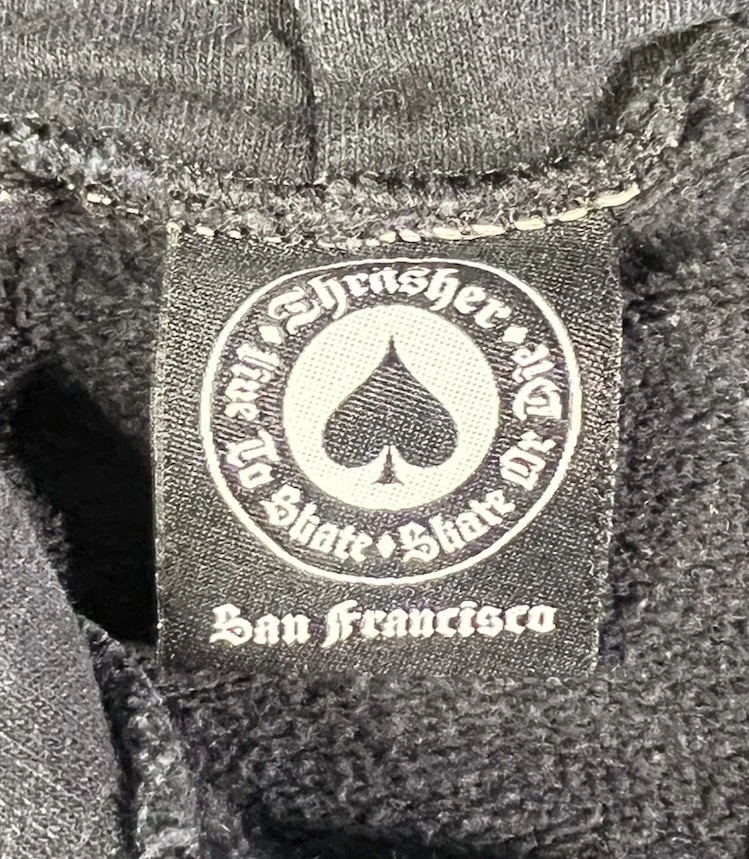 Thrasher
live To Skate
Skate Or Die
San Francisco